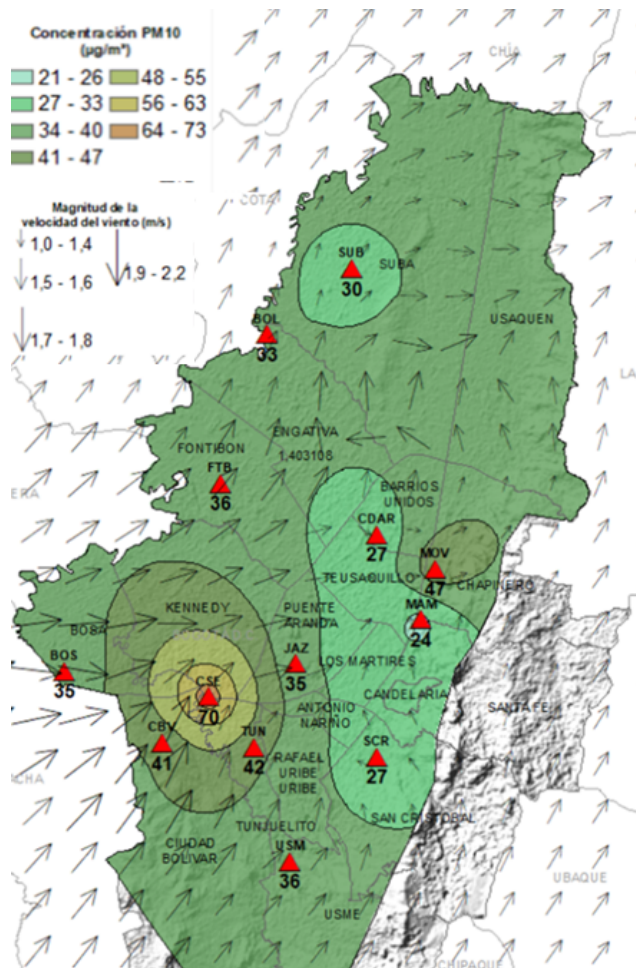 Concentración PM10
(µg/m³)
21 - 26
48 - 55
27 - 33
56 - 63
34 - 40
64 - 73
41 - 47
Magnitud de la
velocidad del viento (m/s)
1,0 - 1,4
1,5 - 1,6
1,9 - 2,2
1,7 - 1,8
CHÍA
COTA
SUB
SUBA
30
USAQUEN
BOL
33
LA
ENGATIVA
FONTIBON
1,403108
FTB
36
ERA
BARRIOS
UNIDOS
CDAR
27
MOV
47
TEUSAQUILLO
CHAPINERO
KENNEDY
PUENTE
ARANDA
MAM
24
BOSA
BOS
35
JAZ
35
LOS MARTIRES
CSE
70
CANDELARIA
SANTA FE
ANTONIO
NARIÑO
CBV
41
TUN
42
RAFAEL
URIBE
URIBE
SCR
27
ACHA
TUNJUELITO
SAN CRISTOBAL
CIUDAD
BOLIVAR
USM
36
UBAQUE
USME
CHIPAQUE